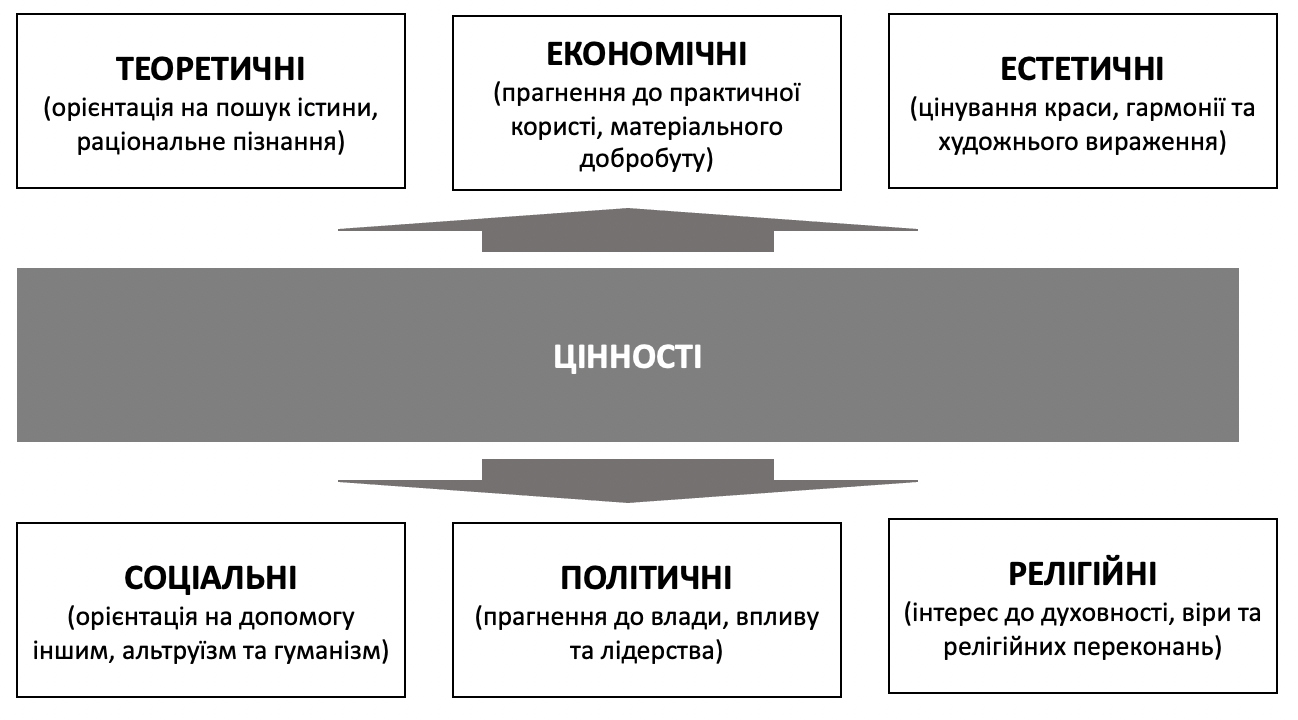 ТЕОРЕТИЧНІ
(орієнтація на пошук істини,
раціональне пізнання)
ЕКОНОМІЧНІ
(прагнення до практичної
користі, матеріального
добробуту)
ЕСТЕТИЧНІ
(цінування краси, гармонії та
художнього вираження)
ЦІННОСТІ
СОЦІАЛЬНІ
(орієнтація на допомогу
іншим, альтруїзм та гуманізм)
ПОЛІТИЧНІ
(прагнення до влади, впливу
та лідерства)
РЕЛІГІЙНІ
(інтерес до духовності, віри та
релігійних переконань)